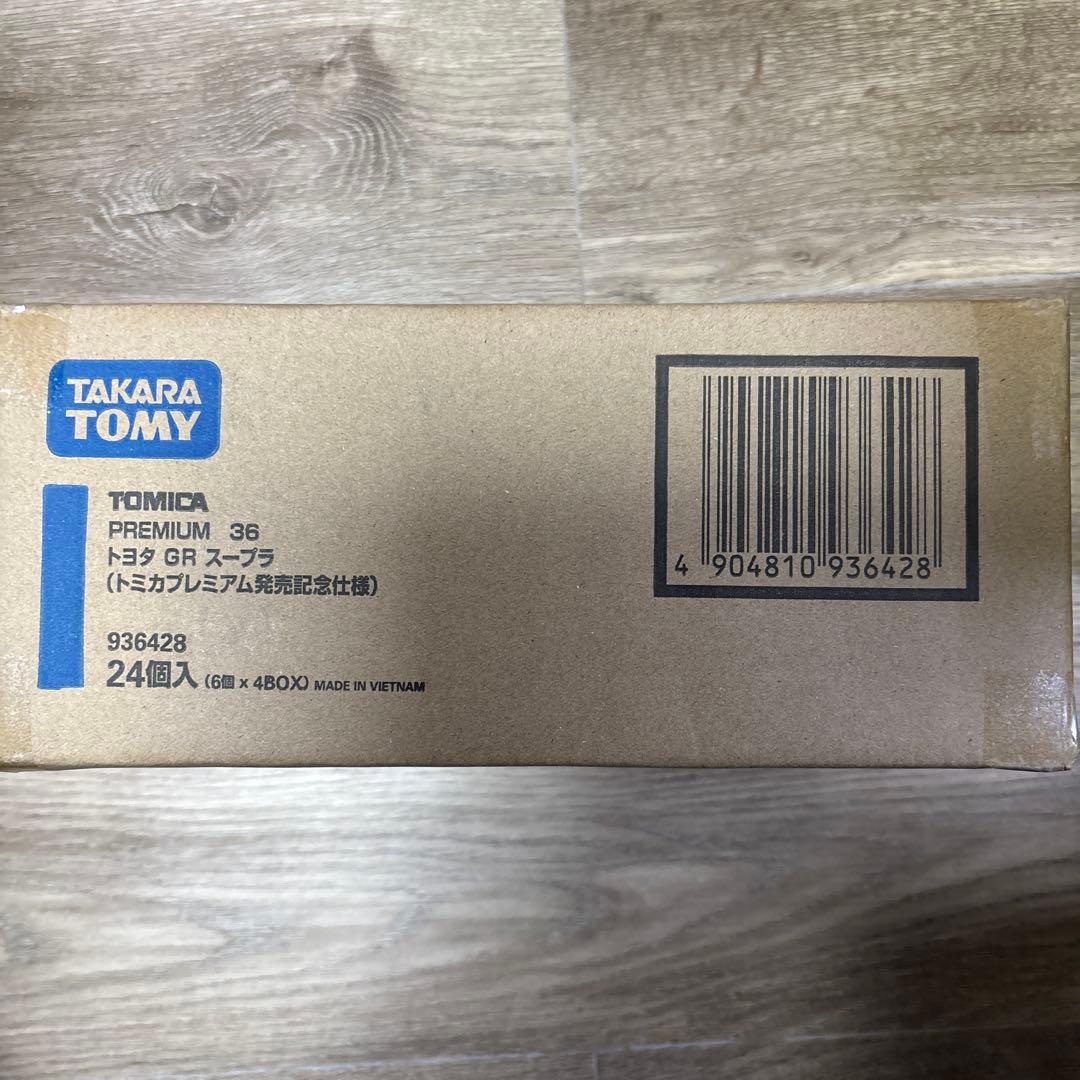 TAKARA
TOMY
TOMICA
PREMIUM 36
トヨタ GR スープラ
(トミカプレミアム発売記念仕様)
936428
24個入 (6個 x 4BOX) MADE IN VIETNAM
4 904810 936428